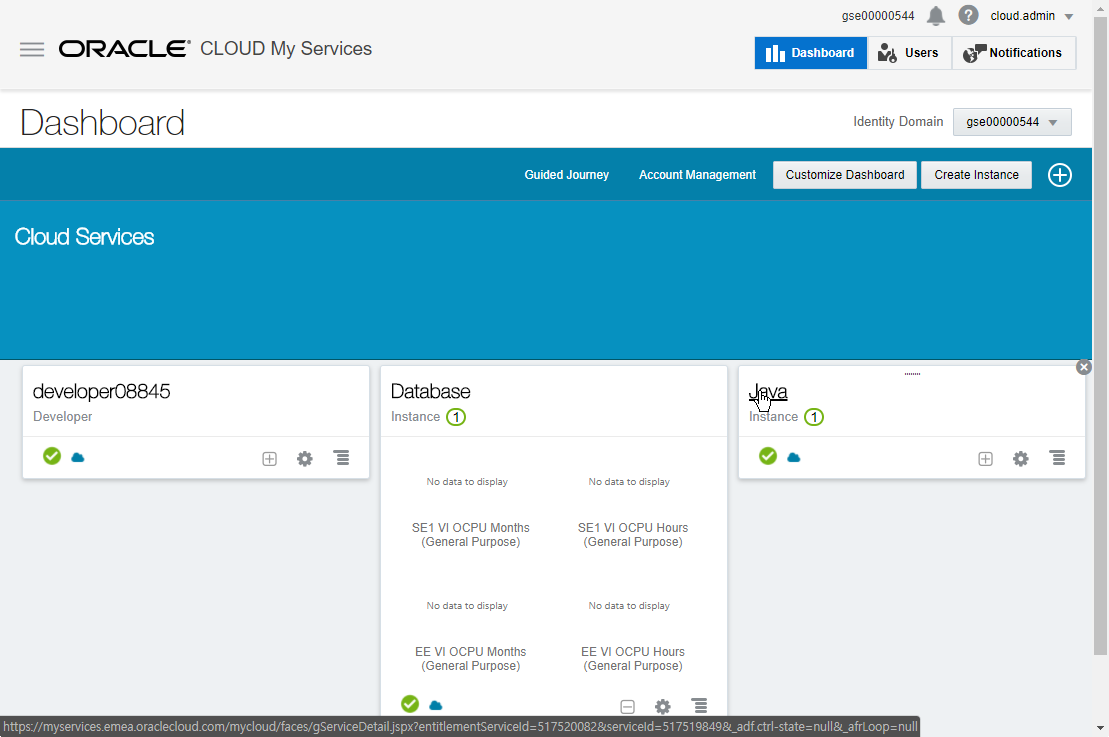 gse00000544 ? cloud.admin
ORACLE® CLOUD My Services
Dashboard Users Notifications
Dashboard
Identity Domain gse00000544
Guided Journey Account Management Customize Dashboard Create Instance
Cloud Services
developer08845
Developer
Database
Instance 1
No data to display No data to display
SE1 VI OCPU Months SE1 VI OCPU Hours
(General Purpose) (General Purpose)
No data to display No data to display
EE VI OCPU Months EE VI OCPU Hours
(General Purpose) (General Purpose)
Java
Instance 1
https://myservices.emea.oraclecloud.com/mycloud/faces/gServiceDetail.jspx?entitlementServiceId=517520082&serviceId=517519849&_adf.ctrl-state=null&_afrLoop=null